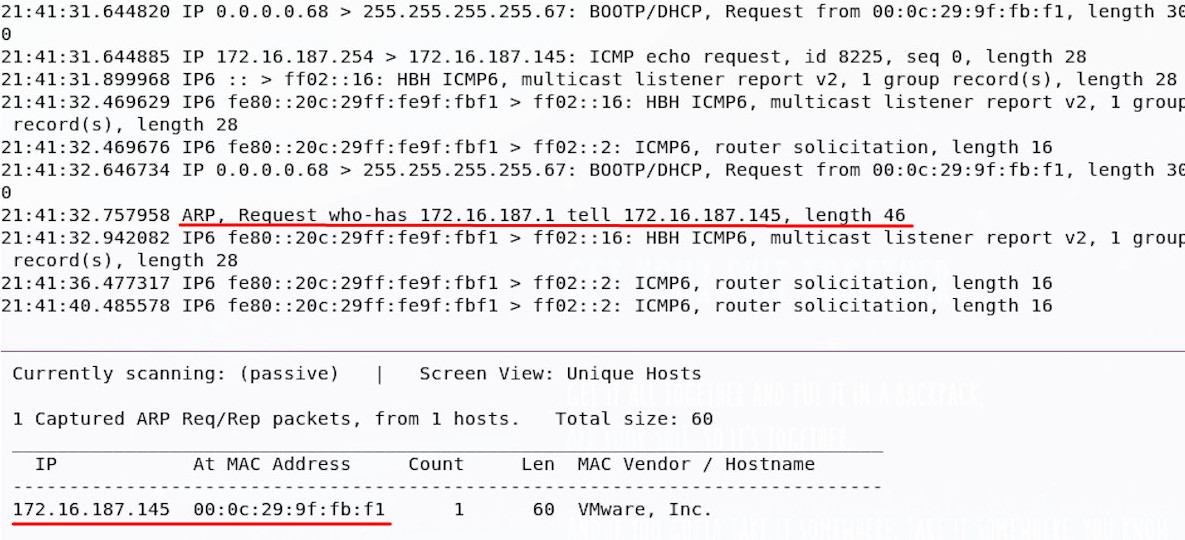 21:41:31.644820 IP 0.0.0.0.68 > 255.255.255.255.67: BOOTP/DHCP, Request from 00:0c:29:9f:fb:f1, length 30
0
21:41:31.644885 IP 172.16.187.254 > 172.16.187.145: ICMP echo request, id 8225, seq 0, length 28
21:41:31.899968 IP6 :: > ff02::16: HBH ICMP6, multicast listener report v2, 1 group record(s), length 28
21:41:32.469629 IP6 fe80::20c:29ff:fe9f:fbf1 > ff02::16: HBH ICMP6, multicast listener report v2, 1 group
record(s), length 28
21:41:32.469676 IP6 fe80::20c:29ff:fe9f:fbf1 > ff02::2: ICMP6, router solicitation, length 16
21:41:32.646734 IP 0.0.0.0.68 > 255.255.255.255.67: BOOTP/DHCP, Request from 00:0c:29:9f:fb:f1, length 30
0
21:41:32.757958 ARP, Request who-has 172.16.187.1 tell 172.16.187.145, length 46
21:41:32.942082 IP6 fe80::20c:29ff:fe9f:fbf1 > ff02::16: HBH ICMP6, multicast listener report v2, 1 group
record(s), length 28
21:41:36.477317 IP6 fe80::20c:29ff:fe9f:fbf1 > ff02::2: ICMP6, router solicitation, length 16
21:41:40.485578 IP6 fe80::20c:29ff:fe9f:fbf1 > ff02::2: ICMP6, router solicitation, length 16
Currently scanning: (passive) | Screen View: Unique Hosts
GET IT ALL TOGETHER AND PUT IT IN A BACKPACK,
1 Captured ARP Req/Rep packets, from 1 hosts. Total size: 60
IP At MAC Address Count Len MAC Vendor / Hostname
172.16.187.145 00:0c:29:9f:fb:f1 1 60 VMware, Inc.